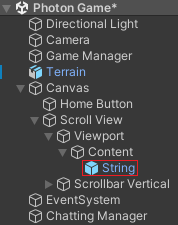 Photon Game*
Directional Light
Camera
Game Manager
Terrain
Canvas
Home Button
Scroll View
Viewport
Content
String
Scrollbar Vertical
EventSystem
Chatting Manager